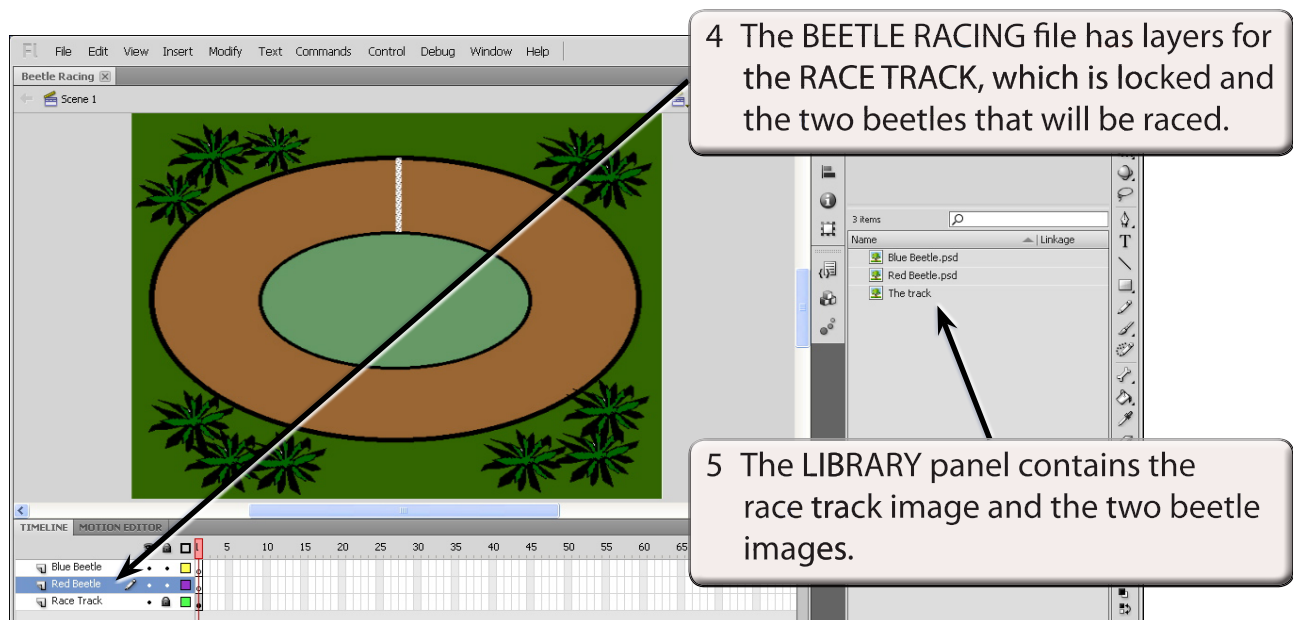 Fl File Edit View Insert Modify Text Commands Control Debug Window Help
Beetle Racing
Scene 1
4 The BEETLE RACING file has layers for
the RACE TRACK, which is locked and
the two beetles that will be raced.
3 items
Name Linkage
Blue Beetle.psd
Red Beetle.psd
The track
T
5 The LIBRARY panel contains the
race track image and the two beetle
images.
TIMELINE MOTION EDITOR
1 5 10 15 20 25 30 35 40 45 50 55 60 65
Blue Beetle
Red Beetle
Race Track